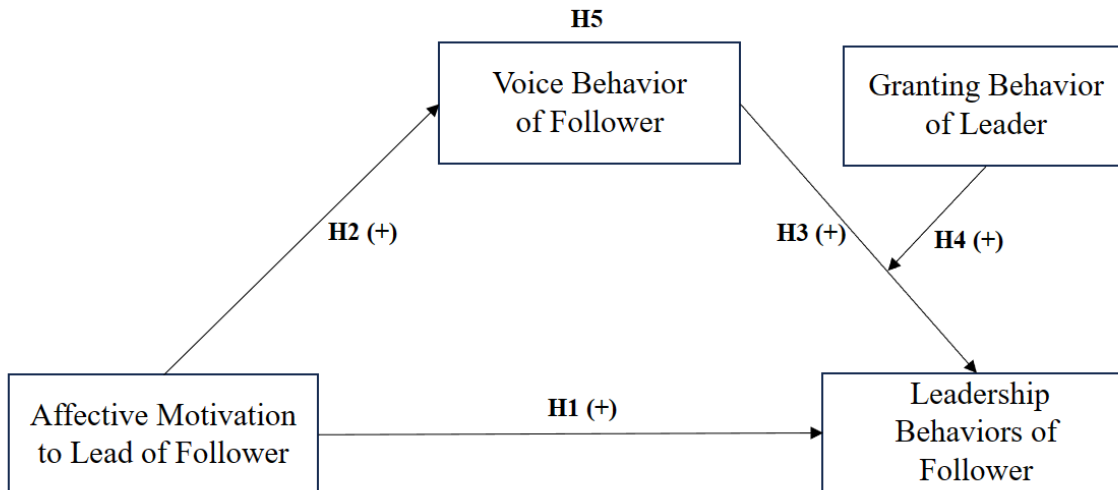 H5
Voice Behavior
of Follower
Granting Behavior
of Leader
H2 (+)
H3 (+)
H4 (+)
Affective Motivation
to Lead of Follower
H1 (+)
Leadership
Behaviors of
Follower